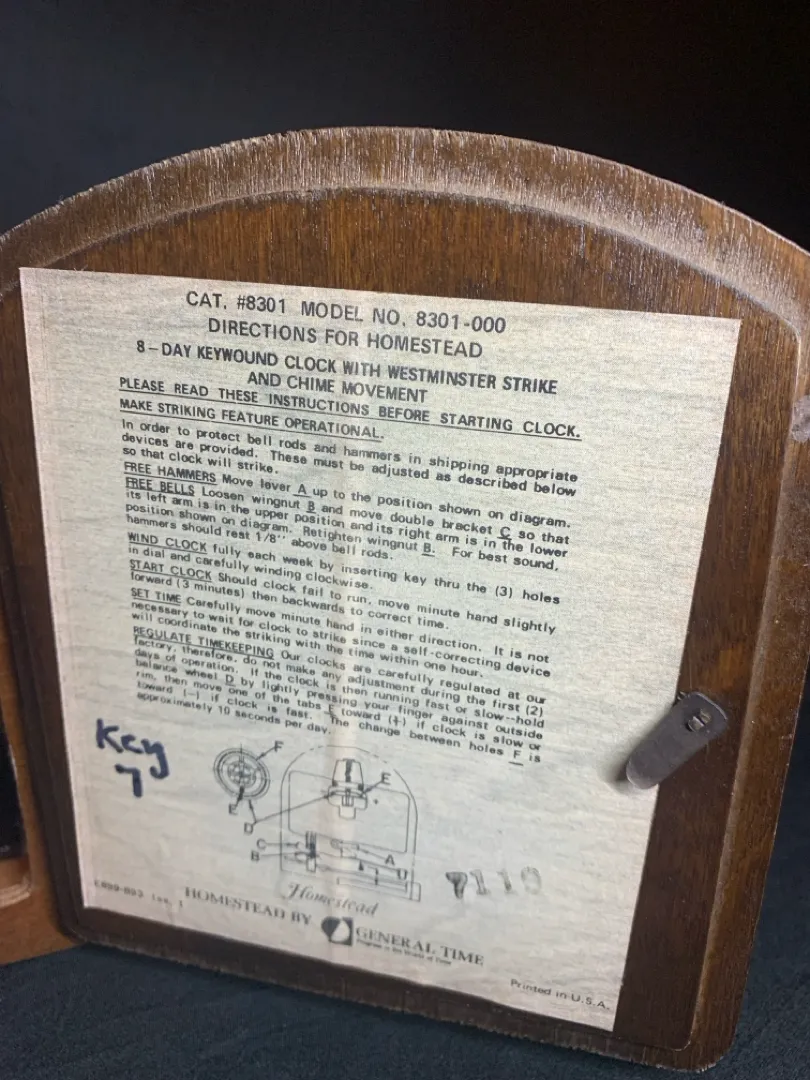 CAT. #8301 MODEL NO. 8301-000
DIRECTIONS FOR HOMESTEAD
8-DAY KEYWOUND CLOCK WITH WESTMINSTER STRIKE
AND CHIME MOVEMENT
PLEASE READ THESE INSTRUCTIONS BEFORE STARTING CLOCK.
MAKE STRIKING FEATURE OPERATIONAL.
In order to protect bell rods and hammers in shipping appropriate
devices are provided. These must be adjusted as described below
so that clock will strike.
FREE HAMMERS Move lever A up to the position shown on diagram.
FREE BELLS Loosen wingnut B and move double bracket C so that
its left arm is in the upper position and its right arm is in the lower
position shown on diagram. Retighten wingnut B. For best sound,
hammers should rest 1/8'' above bell rods.
WIND CLOCK fully each week by inserting key thru the (3) holes
in dial and carefully winding clockwise.
START CLOCK Should clock fail to run, move minute hand slightly
forward (3 minutes) then backwards to correct time.
SET TIME Carefully move minute hand in either direction. It is not
necessary to wait for clock to strike since a self-correcting device
will coordinate the striking with the time within one hour.
REGULATE TIMEKEEPING Our clocks are carefully regulated at our
factory, therefore, do not make any adjustment during the first (2)
days of operation. If the clock is then running fast or slow--hold
balance wheel D by lightly pressing your finger against outside
rim, then move one of the tabs E toward (+) if clock is slow or
toward (-) if clock is fast. The change between holes F is
approximately 10 seconds per day.
Key
7
F
E
D
E
C
B
A
7110
E899-893 Iss. 1
Homestead
HOMESTEAD BY GENERAL TIME
Progress in the World of Time
Printed in U.S.A.